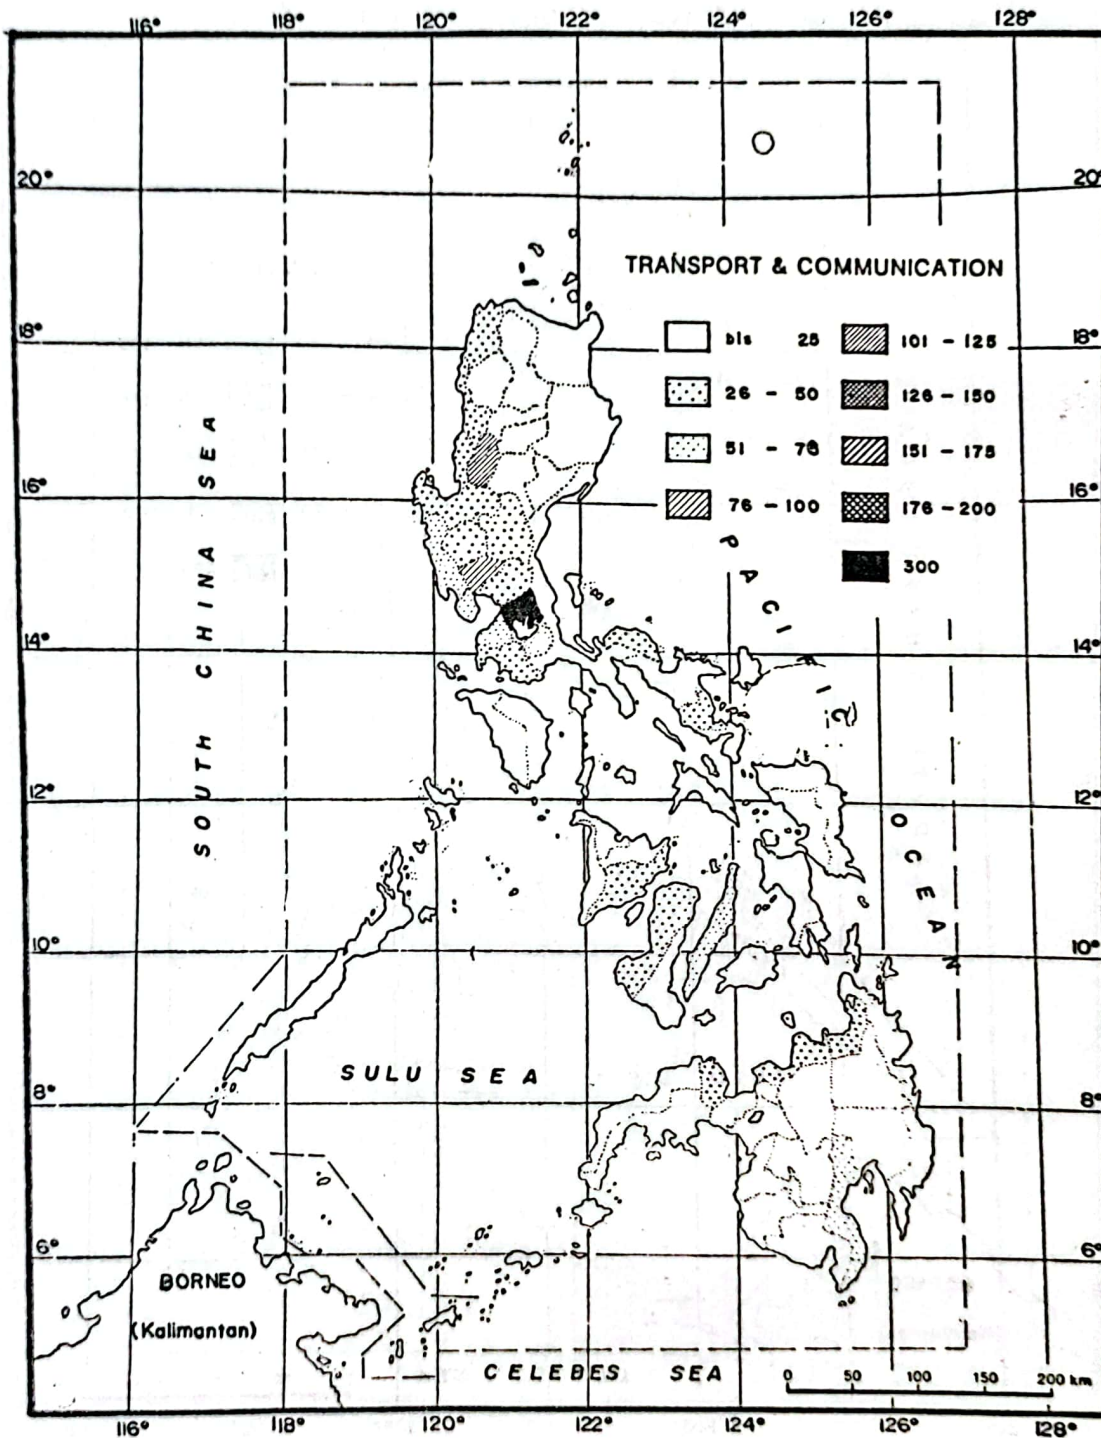 116° 118° 120° 122° 124° 126° 128°
20° 20°
TRANSPORT & COMMUNICATION
bis 25
26 - 50
51 - 75
76 - 100
101 - 125
126 - 150
151 - 175
176 - 200
300
18° 18°
16° 16°
14° 14°
12° 12°
10° 10°
8° 8°
6° 6°
SOUTH CHINA SEA
PACIFIC
OCEAN
SULU SEA
BORNEO
(Kalimantan)
CELEBES SEA
0 50 100 150 200 km
116° 118° 120° 122° 124° 126° 128°